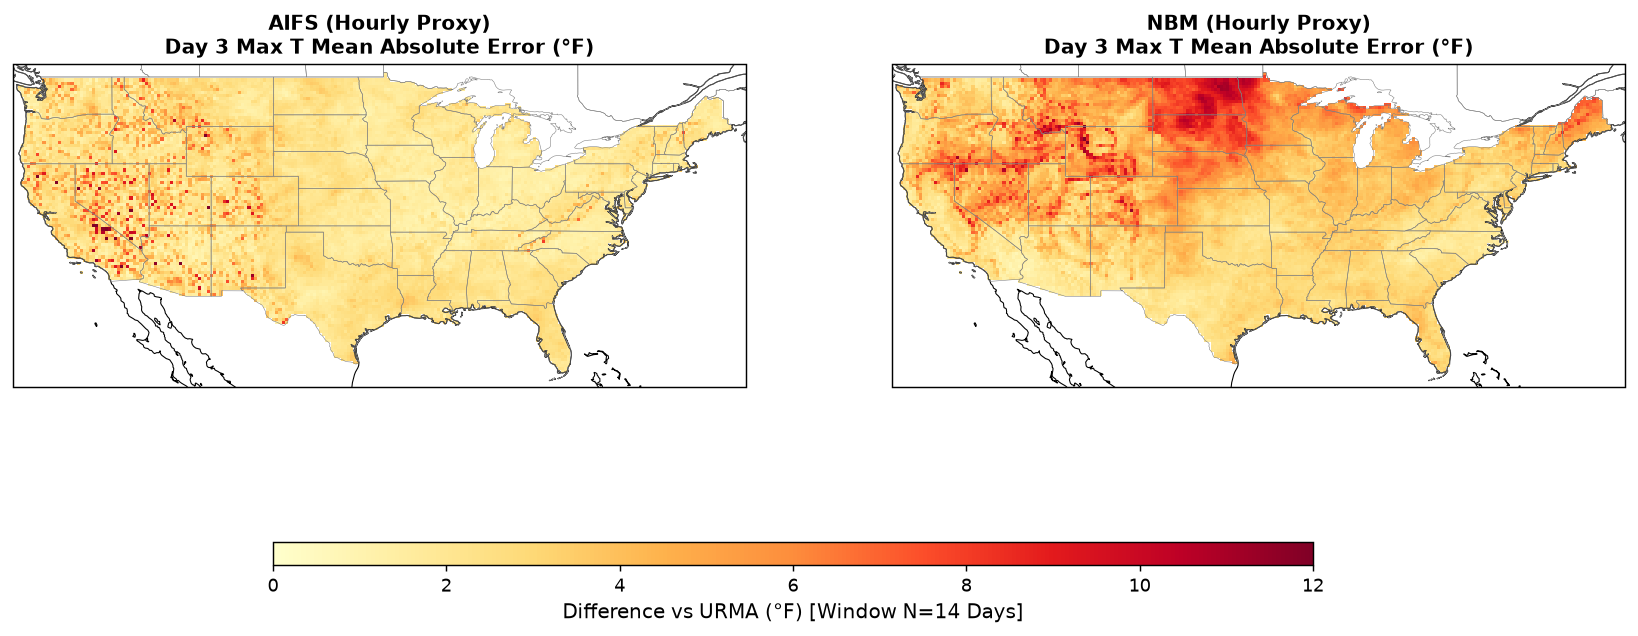 AIFS (Hourly Proxy)
Day 3 Max T Mean Absolute Error (°F)
NBM (Hourly Proxy)
Day 3 Max T Mean Absolute Error (°F)
0 2 4 6 8 10 12
Difference vs URMA (°F) [Window N=14 Days]